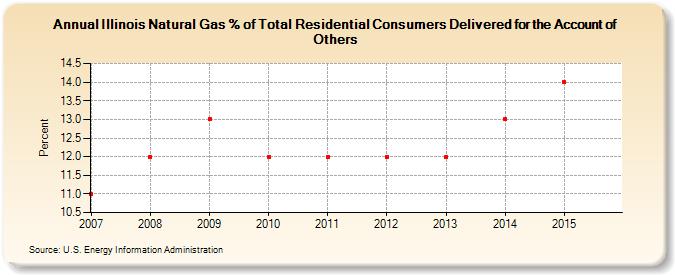 Annual Illinois Natural Gas % of Total Residential Consumers Delivered for the Account of
Others
Percent
14.5
14.0
13.5
13.0
12.5
12.0
11.5
11.0
10.5
2007 2008 2009 2010 2011 2012 2013 2014 2015
Source: U.S. Energy Information Administration